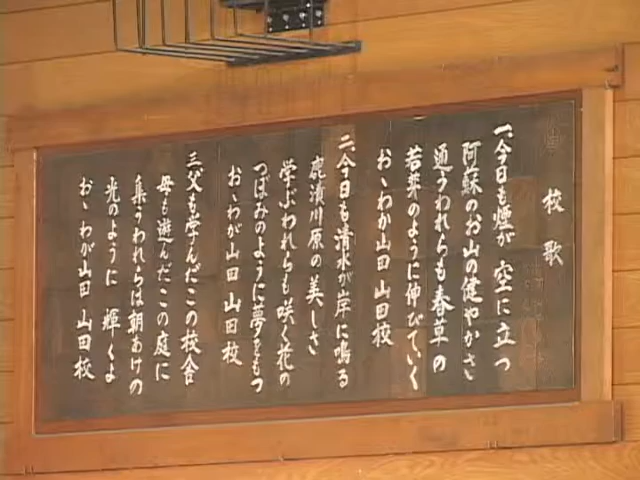 校歌
一、今日も煙が 空に立つ
阿蘇のお山の健やかさ
通うわれらも春草の
若芽のように伸びていく
おゝわが山田 山田校
二、今日も清水が岸に鳴る
鹿漬川原の美しさ
学ぶわれらも咲く花の
つぼみのように夢をもつ
おゝわが山田 山田校
三、父も学んだこの校舎
母も遊んだこの庭に
集うわれらは朝あけの
光のように 輝くよ
おゝわが山田 山田校